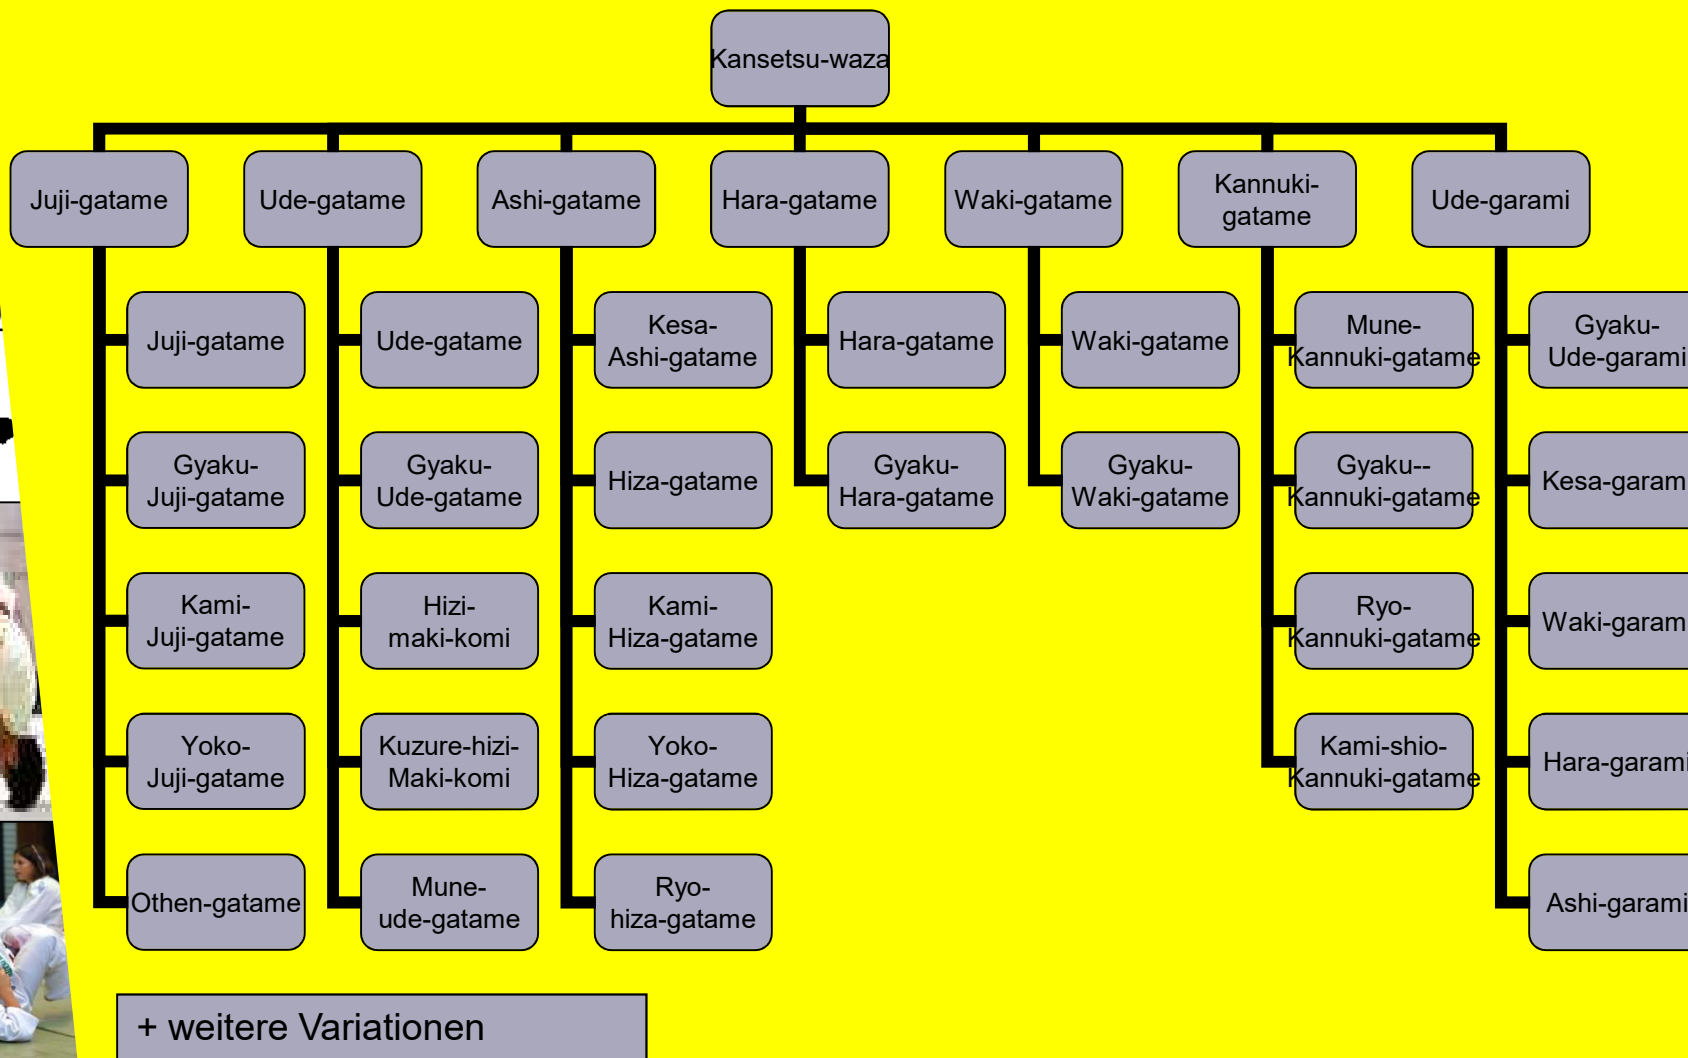 Kansetsu-waza
Juji-gatame
Ude-gatame
Ashi-gatame
Hara-gatame
Waki-gatame
Kannuki-
gatame
Ude-garami
Juji-gatame
Gyaku-
Juji-gatame
Kami-
Juji-gatame
Yoko-
Juji-gatame
Othen-gatame
Ude-gatame
Gyaku-
Ude-gatame
Hizi-
maki-komi
Kuzure-hizi-
Maki-komi
Mune-
ude-gatame
Kesa-
Ashi-gatame
Hiza-gatame
Kami-
Hiza-gatame
Yoko-
Hiza-gatame
Ryo-
hiza-gatame
Hara-gatame
Gyaku-
Hara-gatame
Waki-gatame
Gyaku-
Waki-gatame
Mune-
Kannuki-gatame
Gyaku--
Kannuki-gatame
Ryo-
Kannuki-gatame
Kami-shio-
Kannuki-gatame
Gyaku-
Ude-garami
Kesa-garam
Waki-garam
Hara-garami
Ashi-garami
+ weitere Variationen